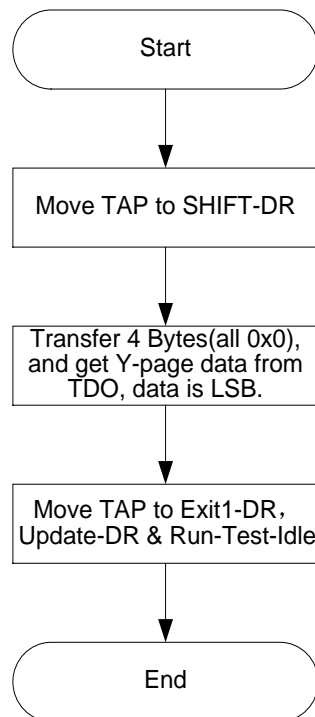 Start
Move TAP to SHIFT-DR
Transfer 4 Bytes(all 0x0),
and get Y-page data from
TDO, data is LSB.
Move TAP to Exit1-DR，
Update-DR & Run-Test-Idle
End